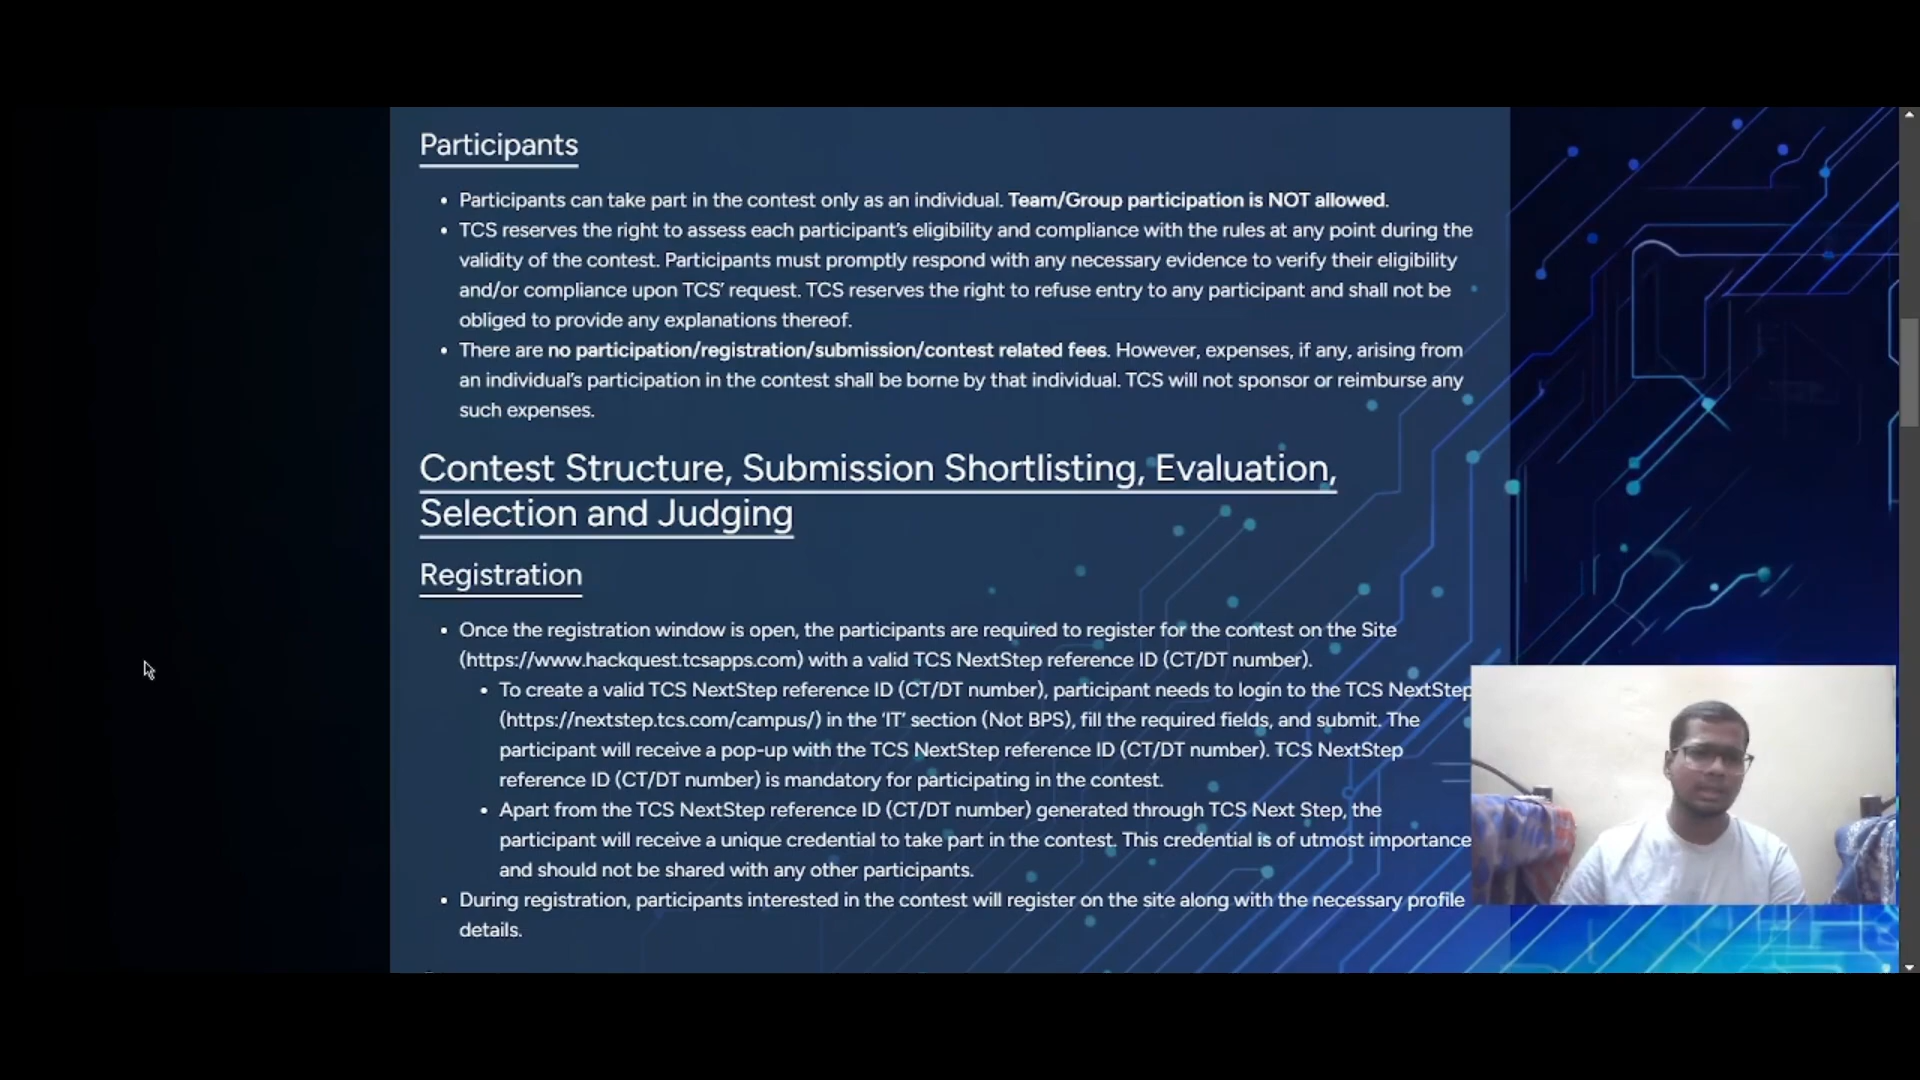 Participants
• Participants can take part in the contest only as an individual. Team/Group participation is NOT allowed.
• TCS reserves the right to assess each participant's eligibility and compliance with the rules at any point during the
validity of the contest. Participants must promptly respond with any necessary evidence to verify their eligibility
and/or compliance upon TCS' request. TCS reserves the right to refuse entry to any participant and shall not be
obliged to provide any explanations thereof.
• There are no participation/registration/submission/contest related fees. However, expenses, if any, arising from
an individual's participation in the contest shall be borne by that individual. TCS will not sponsor or reimburse any
such expenses.
Contest Structure, Submission Shortlisting, Evaluation,
Selection and Judging
Registration
• Once the registration window is open, the participants are required to register for the contest on the Site
(https://www.hackquest.tcsapps.com) with a valid TCS NextStep reference ID (CT/DT number).
• To create a valid TCS NextStep reference ID (CT/DT number), participant needs to login to the TCS NextStep
(https://nextstep.tcs.com/campus/) in the 'IT' section (Not BPS), fill the required fields, and submit. The
participant will receive a pop-up with the TCS NextStep reference ID (CT/DT number). TCS NextStep
reference ID (CT/DT number) is mandatory for participating in the contest.
• Apart from the TCS NextStep reference ID (CT/DT number) generated through TCS Next Step, the
participant will receive a unique credential to take part in the contest. This credential is of utmost importance
and should not be shared with any other participants.
• During registration, participants interested in the contest will register on the site along with the necessary profile
details.